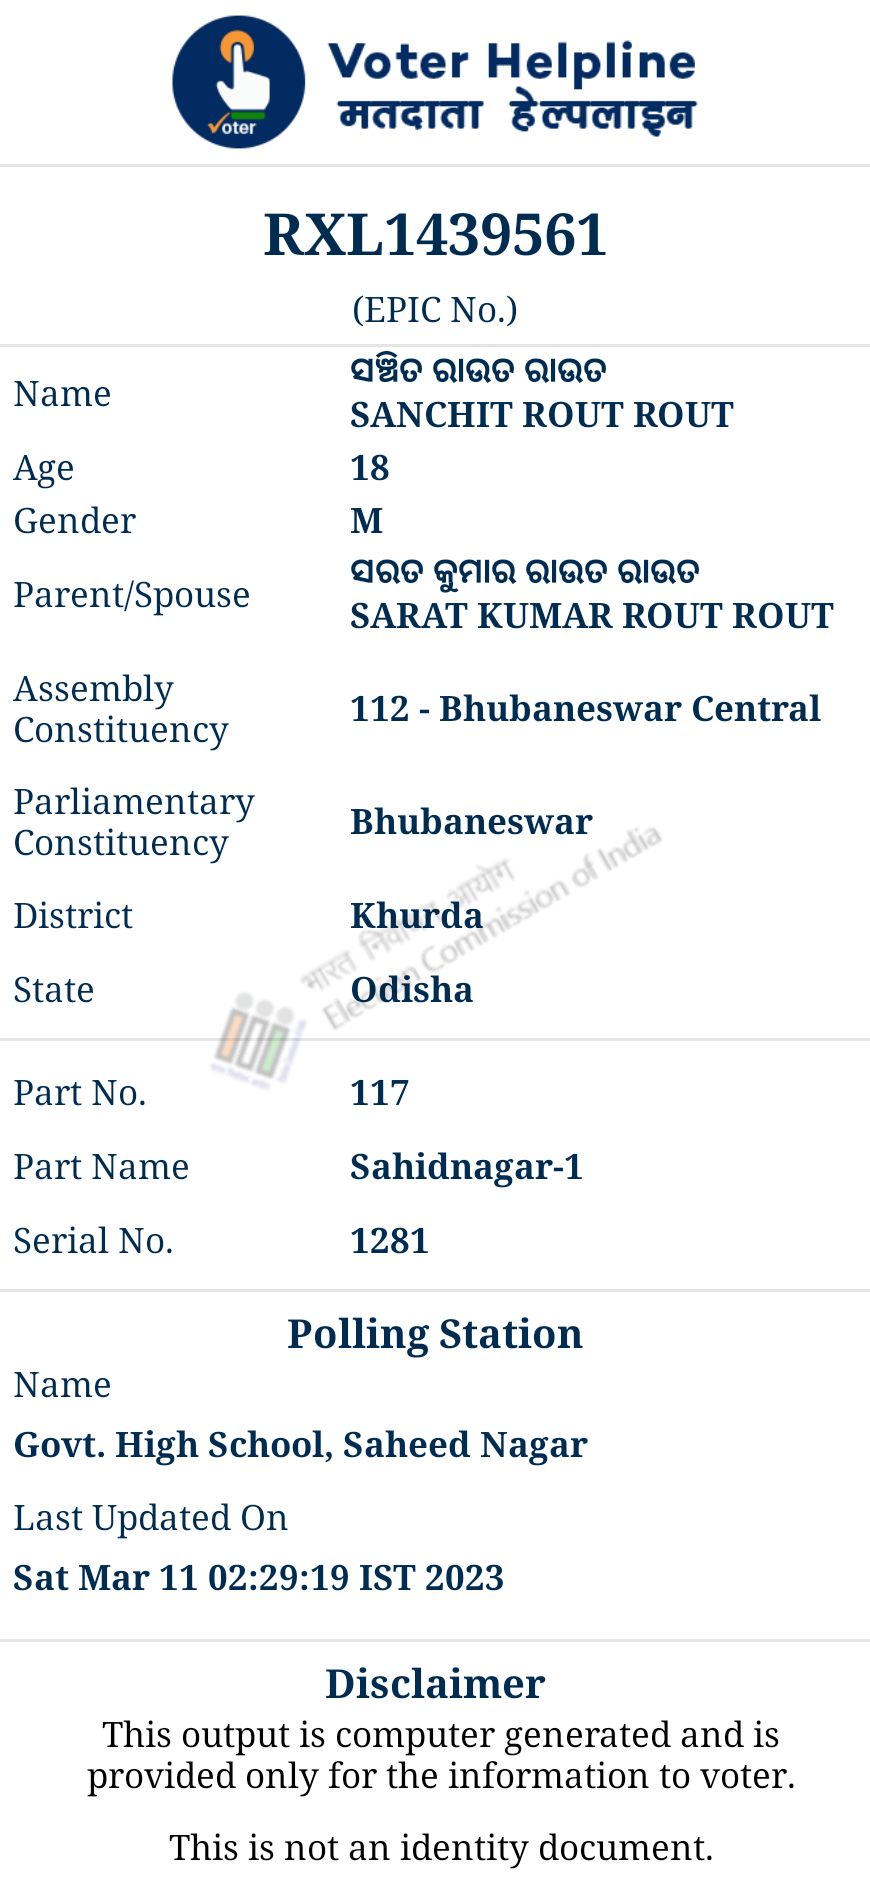 Voter Helpline
मतदाता हेल्पलाइन
Voter
RXL1439561
(EPIC No.)
Name
ସଞ୍ଚିତ ରାଉତ ରାଉତ
SANCHIT ROUT ROUT
Age 18
Gender M
Parent/Spouse
ସରତ କୁମାର ରାଉତ ରାଉତ
SARAT KUMAR ROUT ROUT
Assembly
Constituency
112 - Bhubaneswar Central
Parliamentary
Constituency
Bhubaneswar
District Khurda
State Odisha
भारत निर्वाचन आयोग
Election Commission of India
Part No. 117
Part Name Sahidnagar-1
Serial No. 1281
Polling Station
Name
Govt. High School, Saheed Nagar
Last Updated On
Sat Mar 11 02:29:19 IST 2023
Disclaimer
This output is computer generated and is
provided only for the information to voter.
This is not an identity document.